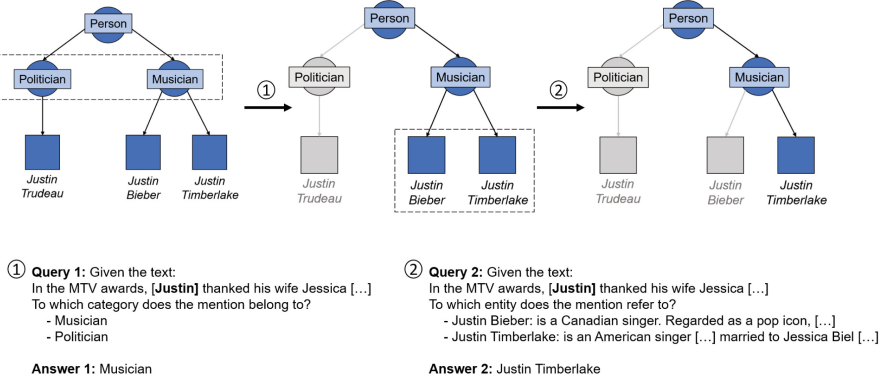 Person
Politician
Musician
Justin
Trudeau
Justin
Bieber
Justin
Timberlake
①
Person
Politician
Musician
Justin
Trudeau
Justin
Bieber
Justin
Timberlake
②
Person
Politician
Musician
Justin
Trudeau
Justin
Bieber
Justin
Timberlake
① Query 1: Given the text:
In the MTV awards, [Justin] thanked his wife Jessica [...]
To which category does the mention belong to?
- Musician
- Politician
Answer 1: Musician
② Query 2: Given the text:
In the MTV awards, [Justin] thanked his wife Jessica [...]
To which entity does the mention refer to?
- Justin Bieber: is a Canadian singer. Regarded as a pop icon, [...]
- Justin Timberlake: is an American singer [...] married to Jessica Biel [...]
Answer 2: Justin Timberlake